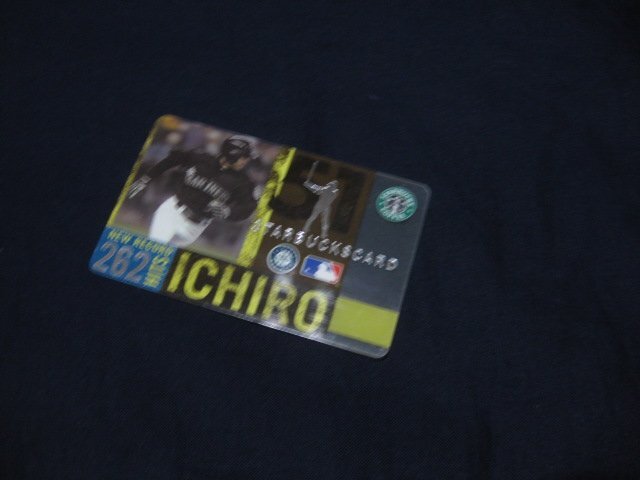 STARBUCKS CARD
NEW RECORD
262
ICHIRO